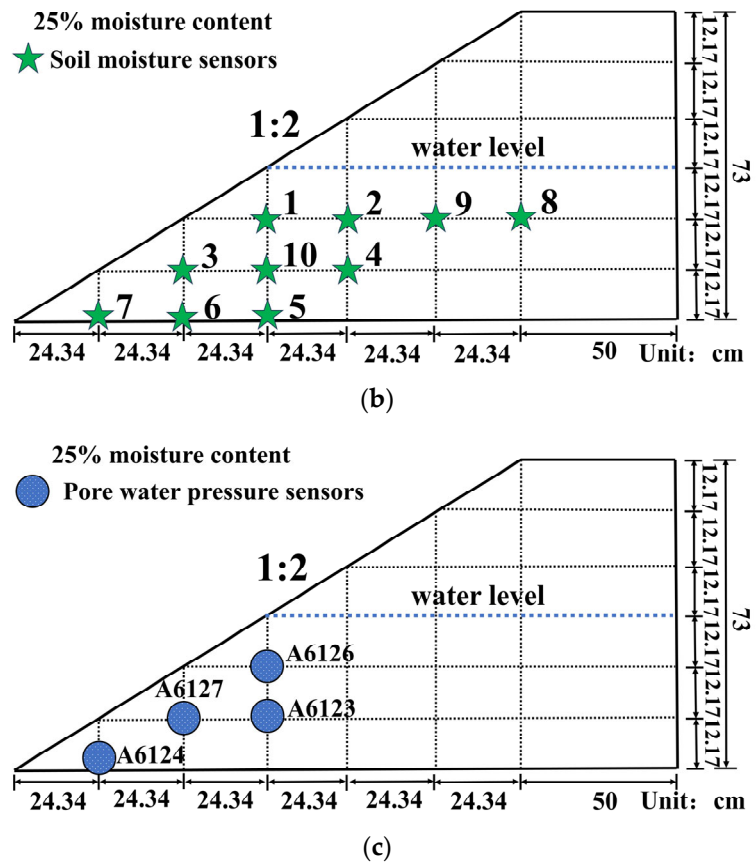 25% moisture content
Soil moisture sensors
1:2
water level
1 2 9 8
3 10 4
7 6 5
12.17 12.17 12.17 12.17 12.17 12.17
73
24.34 24.34 24.34 24.34 24.34 24.34 50 Unit: cm
(b)
25% moisture content
Pore water pressure sensors
1:2
water level
A6126
A6127
A6123
A6124
12.17 12.17 12.17 12.17 12.17 12.17
73
24.34 24.34 24.34 24.34 24.34 24.34 50 Unit: cm
(c)